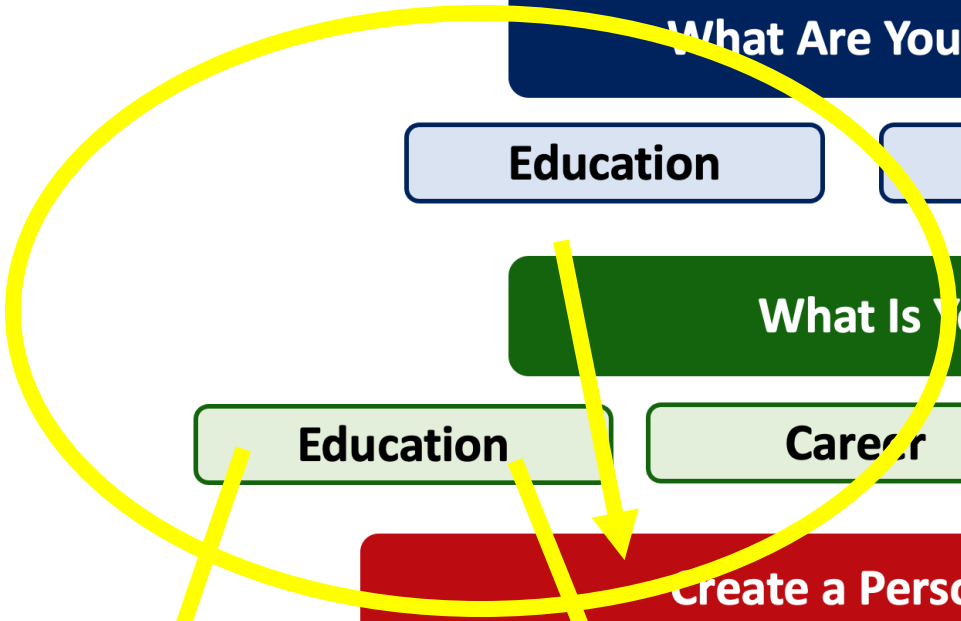 What Are You
Education
What Is
Education Career
Create a Perso